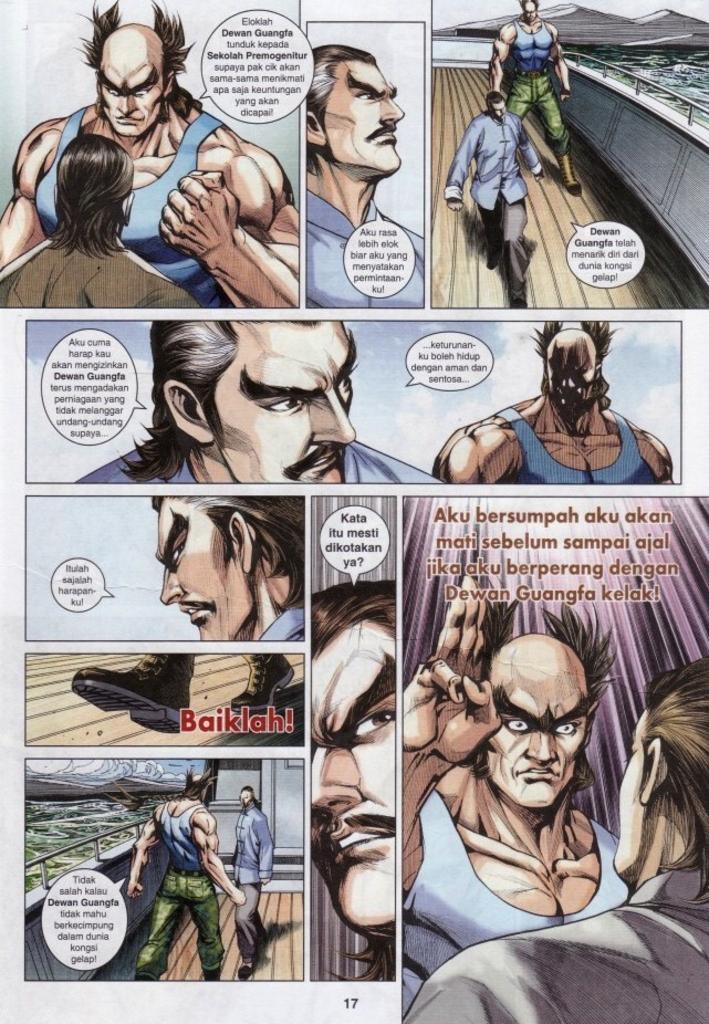 Eloklah
Dewan Guangfa
tunduk kepada
Sekolah Premogenitur
supaya pak cik akan
sama-sama menikmati
apa saja keuntungan
yang akan
dicapai!
Aku rasa
lebih elok
biar aku yang
menyatakan
permintaan-
ku!
Dewan
Guangfa telah
menarik diri dari
dunia kongsi
gelap!
Aku cuma
harap kau
akan mengizinkan
Dewan Guangfa
terus mengadakan
perniagaan yang
tidak melanggar
undang-undang
supaya...
...keturunan-
ku boleh hidup
dengan aman dan
sentosa...
Itulah
sajalah
harapan-
ku!
Baiklah!
Tidak
salah kalau
Dewan Guangfa
tidak mahu
berkecimpung
dalam dunia
kongsi
gelap!
Kata
itu mesti
dikotakan
ya?
Aku bersumpah aku akan
mati sebelum sampai ajal
jika aku berperang dengan
Dewan Guangfa kelak!
17